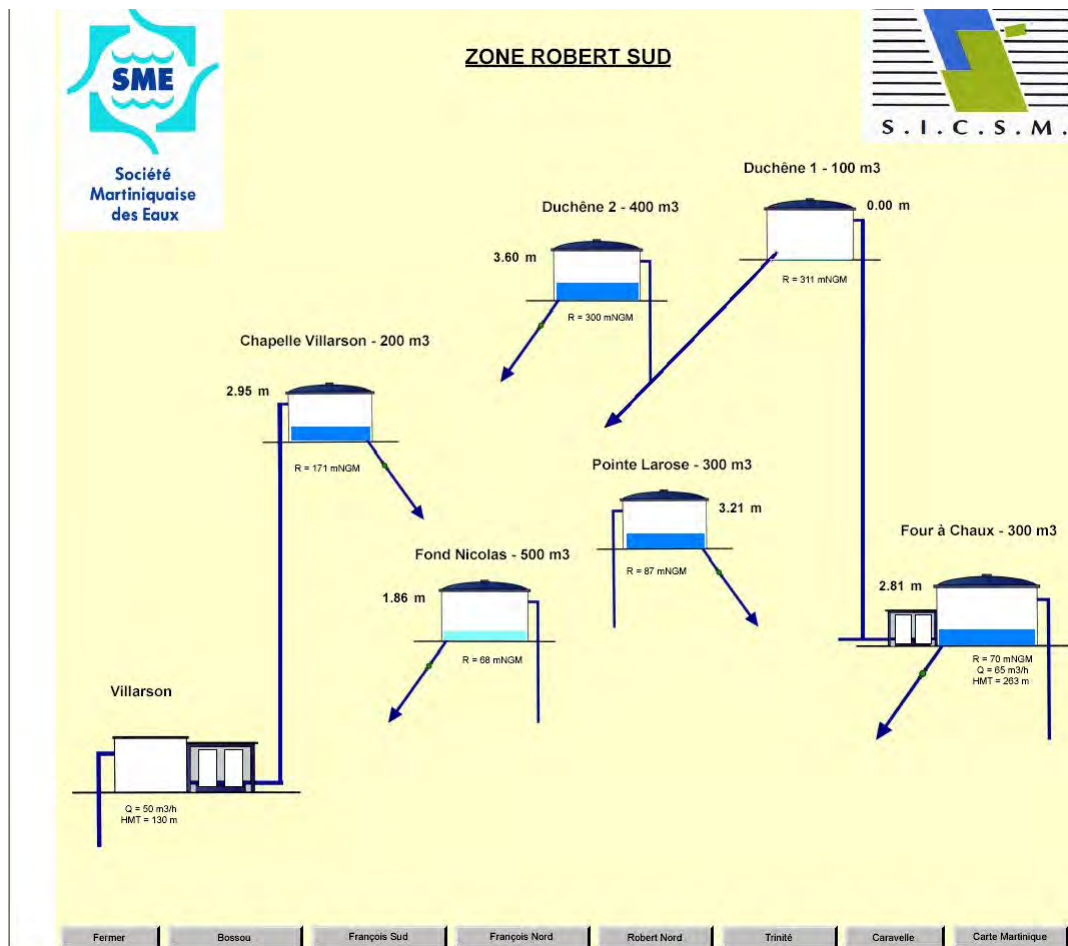 ZONE ROBERT SUD
SME
Société
Martiniquaise
des Eaux
S.I.C.S.M.
Duchêne 1 - 100 m3
0.00 m
R = 311 mNGM
Duchêne 2 - 400 m3
3.60 m
R = 300 mNGM
Chapelle Villarson - 200 m3
2.95 m
R = 171 mNGM
Pointe Larose - 300 m3
3.21 m
R = 87 mNGM
Four à Chaux - 300 m3
2.81 m
R = 70 mNGM
Q = 65 m3/h
HMT = 263 m
Fond Nicolas - 500 m3
1.86 m
R = 68 mNGM
Villarson
Q = 50 m3/h
HMT = 130 m
Fermer
Bossou
François Sud
François Nord
Robert Nord
Trinité
Caravelle
Carte Martinique